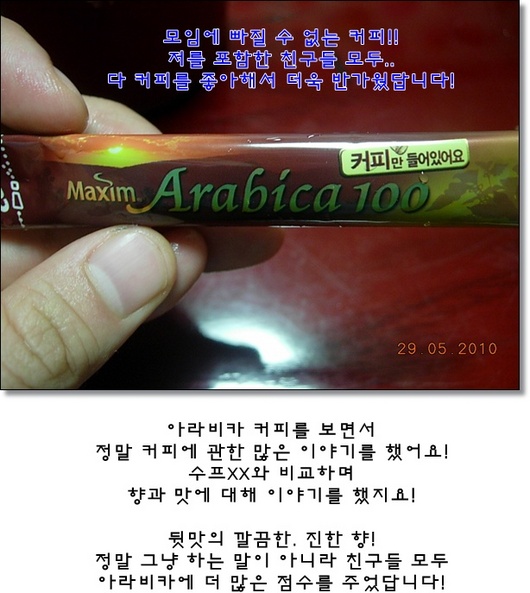 모임에 빠질 수 없는 커피!!
저를 포함한 친구들 모두..
다 커피를 좋아해서 더욱 반가웠답니다!
커피만 들어있어요
Maxim Arabica 100
29.05.2010
아라비카 커피를 보면서
정말 커피에 관한 많은 이야기를 했어요!
수프XX와 비교하며
향과 맛에 대해 이야기를 했지요!
뒷맛의 깔끔한, 진한 향!
정말 그냥 하는 말이 아니라 친구들 모두
아라비카에 더 많은 점수를 주었답니다!